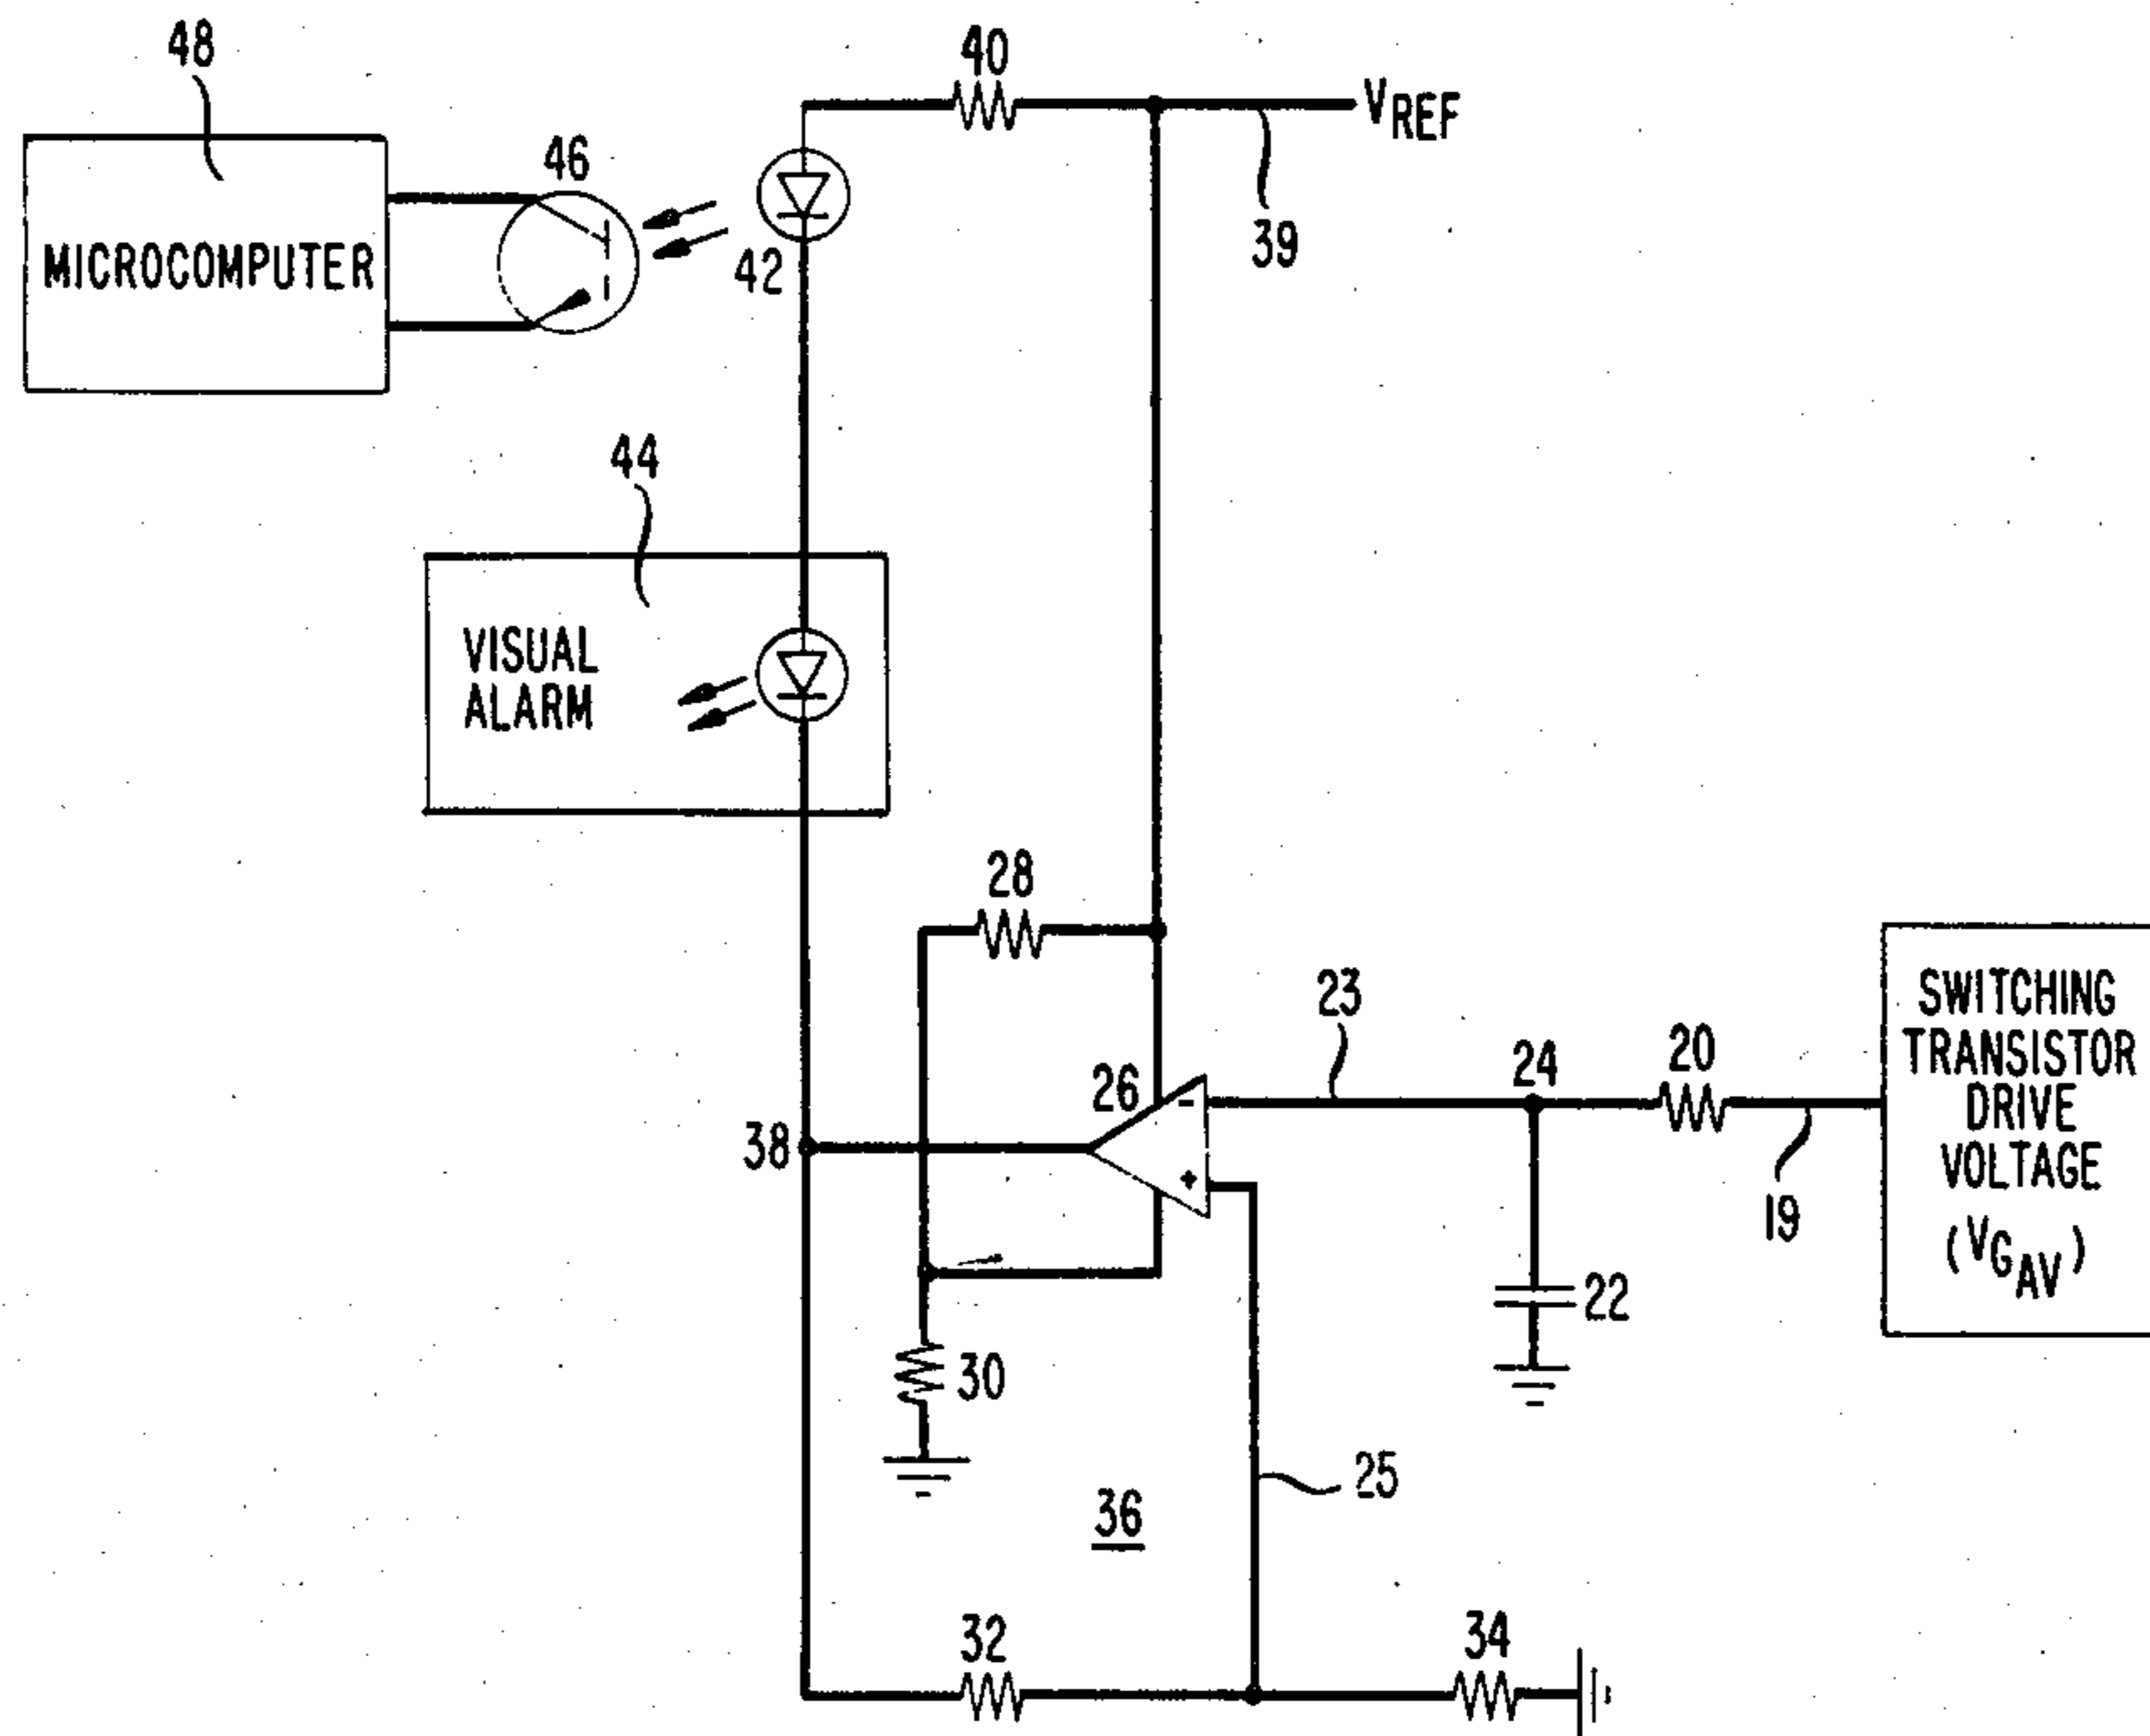 48
40
V REF
46
MICROCOMPUTER
42
39
44
VISUAL
ALARM
28
23
24
20
SWITCHING
TRANSISTOR
DRIVE
VOLTAGE
(VGAV)
26
-
+
38
19
22
30
25
36
32
34